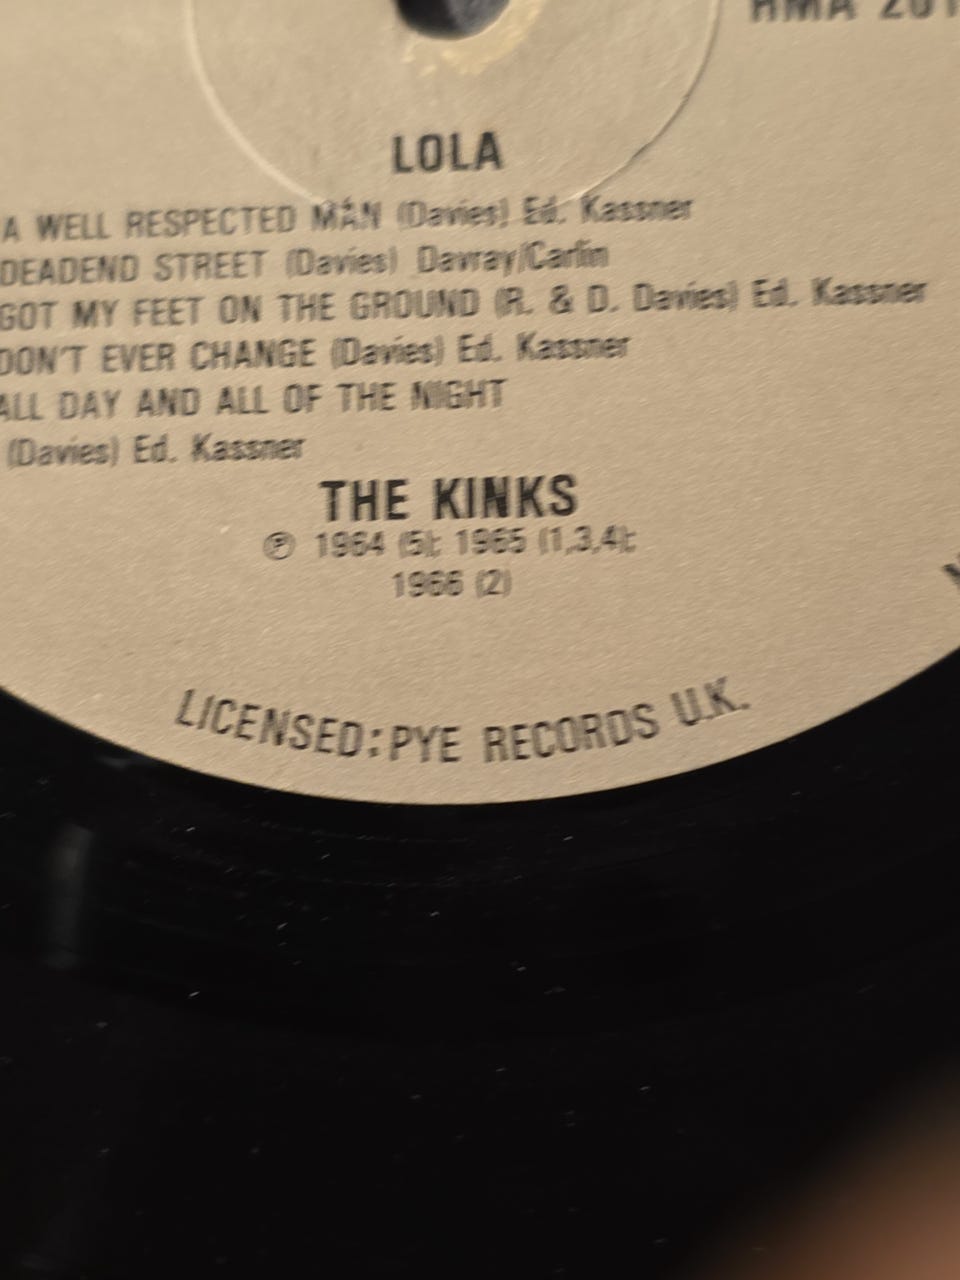 HMA 201
LOLA
A WELL RESPECTED MAN (Davies) Ed. Kassner
DEADEND STREET (Davies) Davray/Carlin
GOT MY FEET ON THE GROUND (R. & D. Davies) Ed. Kassner
DON'T EVER CHANGE (Davies) Ed. Kassner
ALL DAY AND ALL OF THE NIGHT
(Davies) Ed. Kassner
THE KINKS
℗ 1964 (5); 1965 (1,3,4);
1966 (2)
LICENSED: PYE RECORDS U.K.